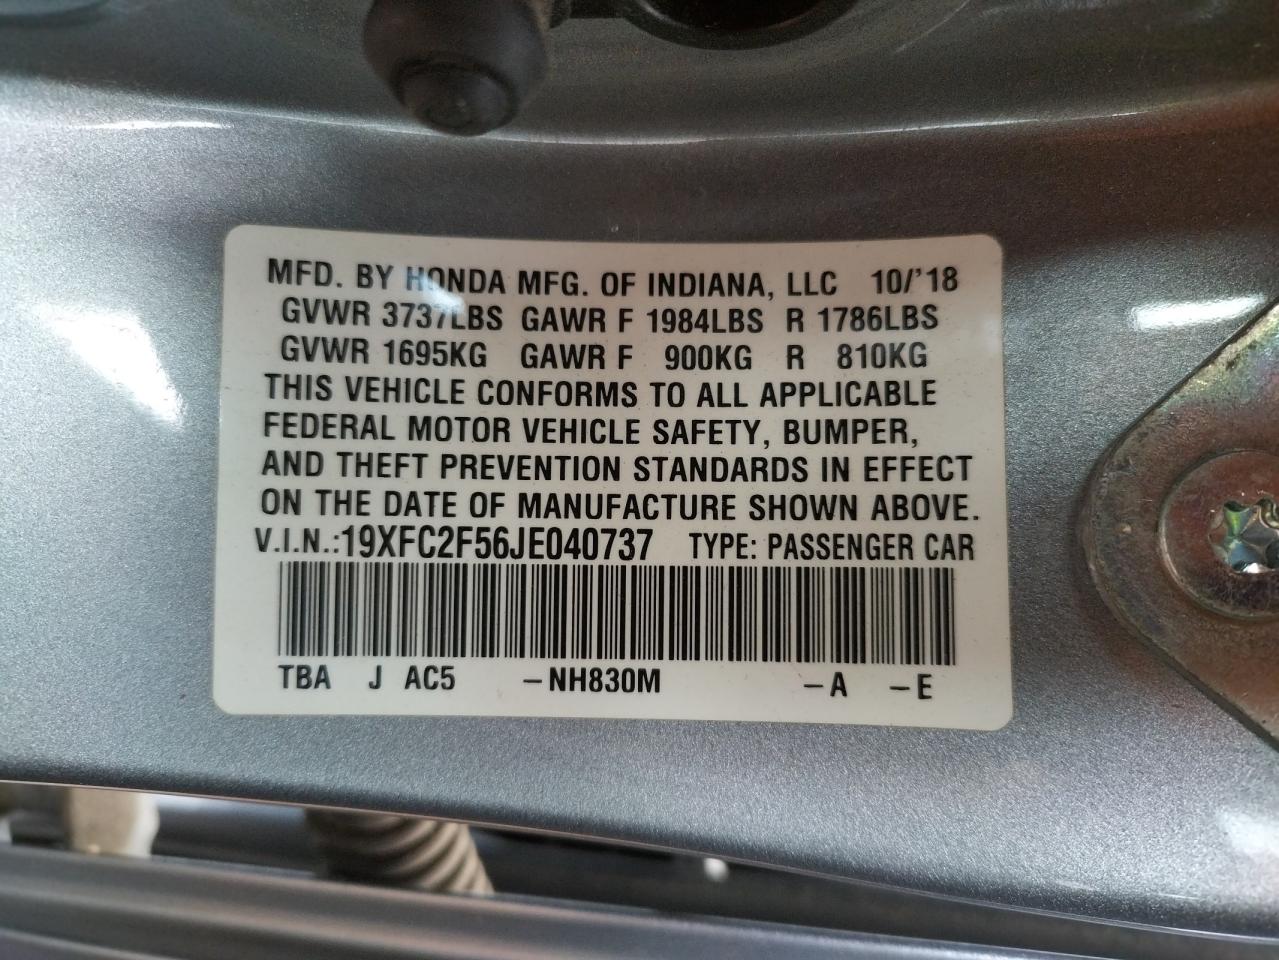 MFD. BY HONDA MFG. OF INDIANA, LLC 10/'18
GVWR 3737LBS GAWR F 1984LBS R 1786LBS
GVWR 1695KG GAWR F 900KG R 810KG
THIS VEHICLE CONFORMS TO ALL APPLICABLE
FEDERAL MOTOR VEHICLE SAFETY, BUMPER,
AND THEFT PREVENTION STANDARDS IN EFFECT
ON THE DATE OF MANUFACTURE SHOWN ABOVE.
V.I.N.:19XFC2F56JE040737 TYPE: PASSENGER CAR
TBA J AC5 –NH830M –A –E